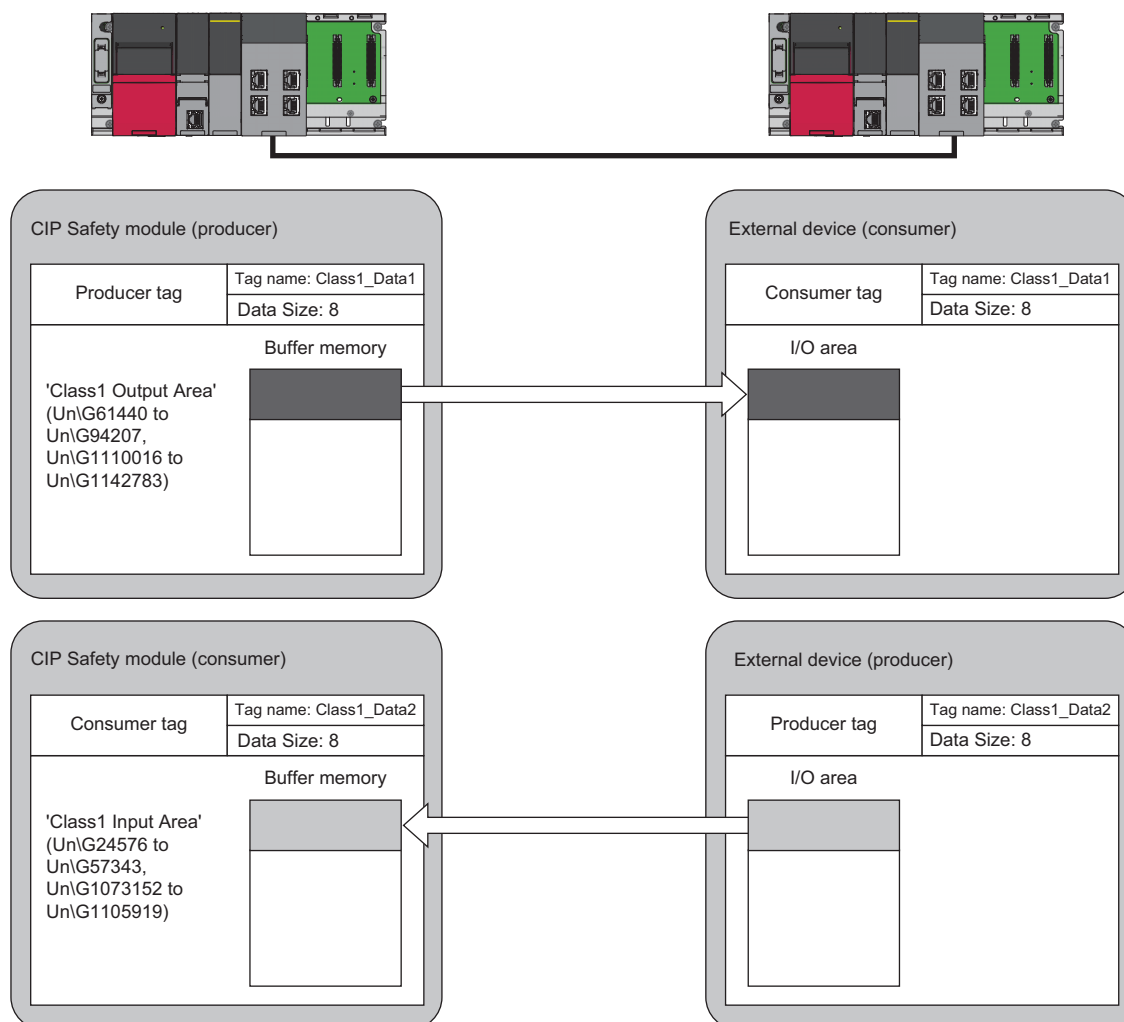 CIP Safety module (producer)
Producer tag
Tag name: Class1_Data1
Data Size: 8
Buffer memory
'Class1 Output Area'
(Un\G61440 to
Un\G94207,
Un\G1110016 to
Un\G1142783)
External device (consumer)
Consumer tag
Tag name: Class1_Data1
Data Size: 8
I/O area
CIP Safety module (consumer)
Consumer tag
Tag name: Class1_Data2
Data Size: 8
Buffer memory
'Class1 Input Area'
(Un\G24576 to
Un\G57343,
Un\G1073152 to
Un\G1105919)
External device (producer)
Producer tag
Tag name: Class1_Data2
Data Size: 8
I/O area